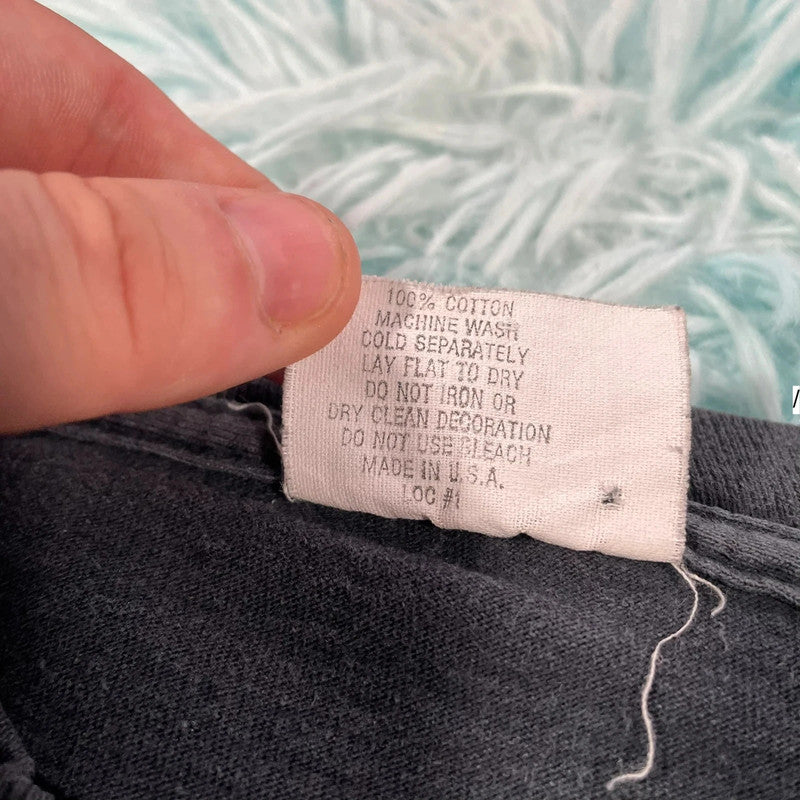 100% COTTON
MACHINE WASH
COLD SEPARATELY
LAY FLAT TO DRY
DO NOT IRON OR
DRY CLEAN DECORATION
DO NOT USE BLEACH
MADE IN U.S.A.
LOC #1